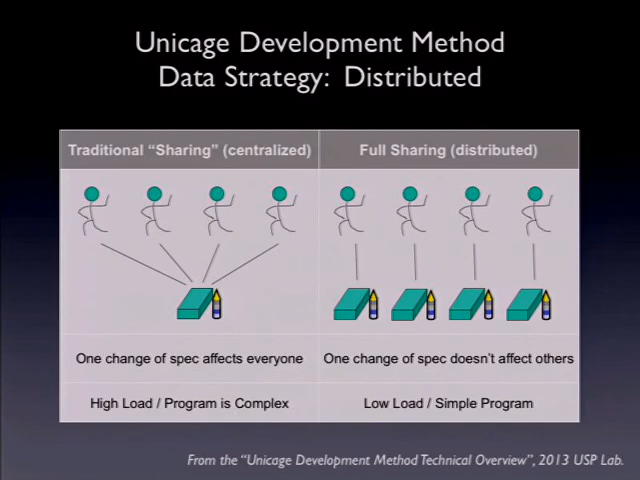 Unicage Development Method
Data Strategy:  Distributed
Traditional “Sharing” (centralized)
Full Sharing (distributed)
One change of spec affects everyone
One change of spec doesn’t affect others
High Load / Program is Complex
Low Load / Simple Program
From the “Unicage Development Method Technical Overview”, 2013 USP Lab.